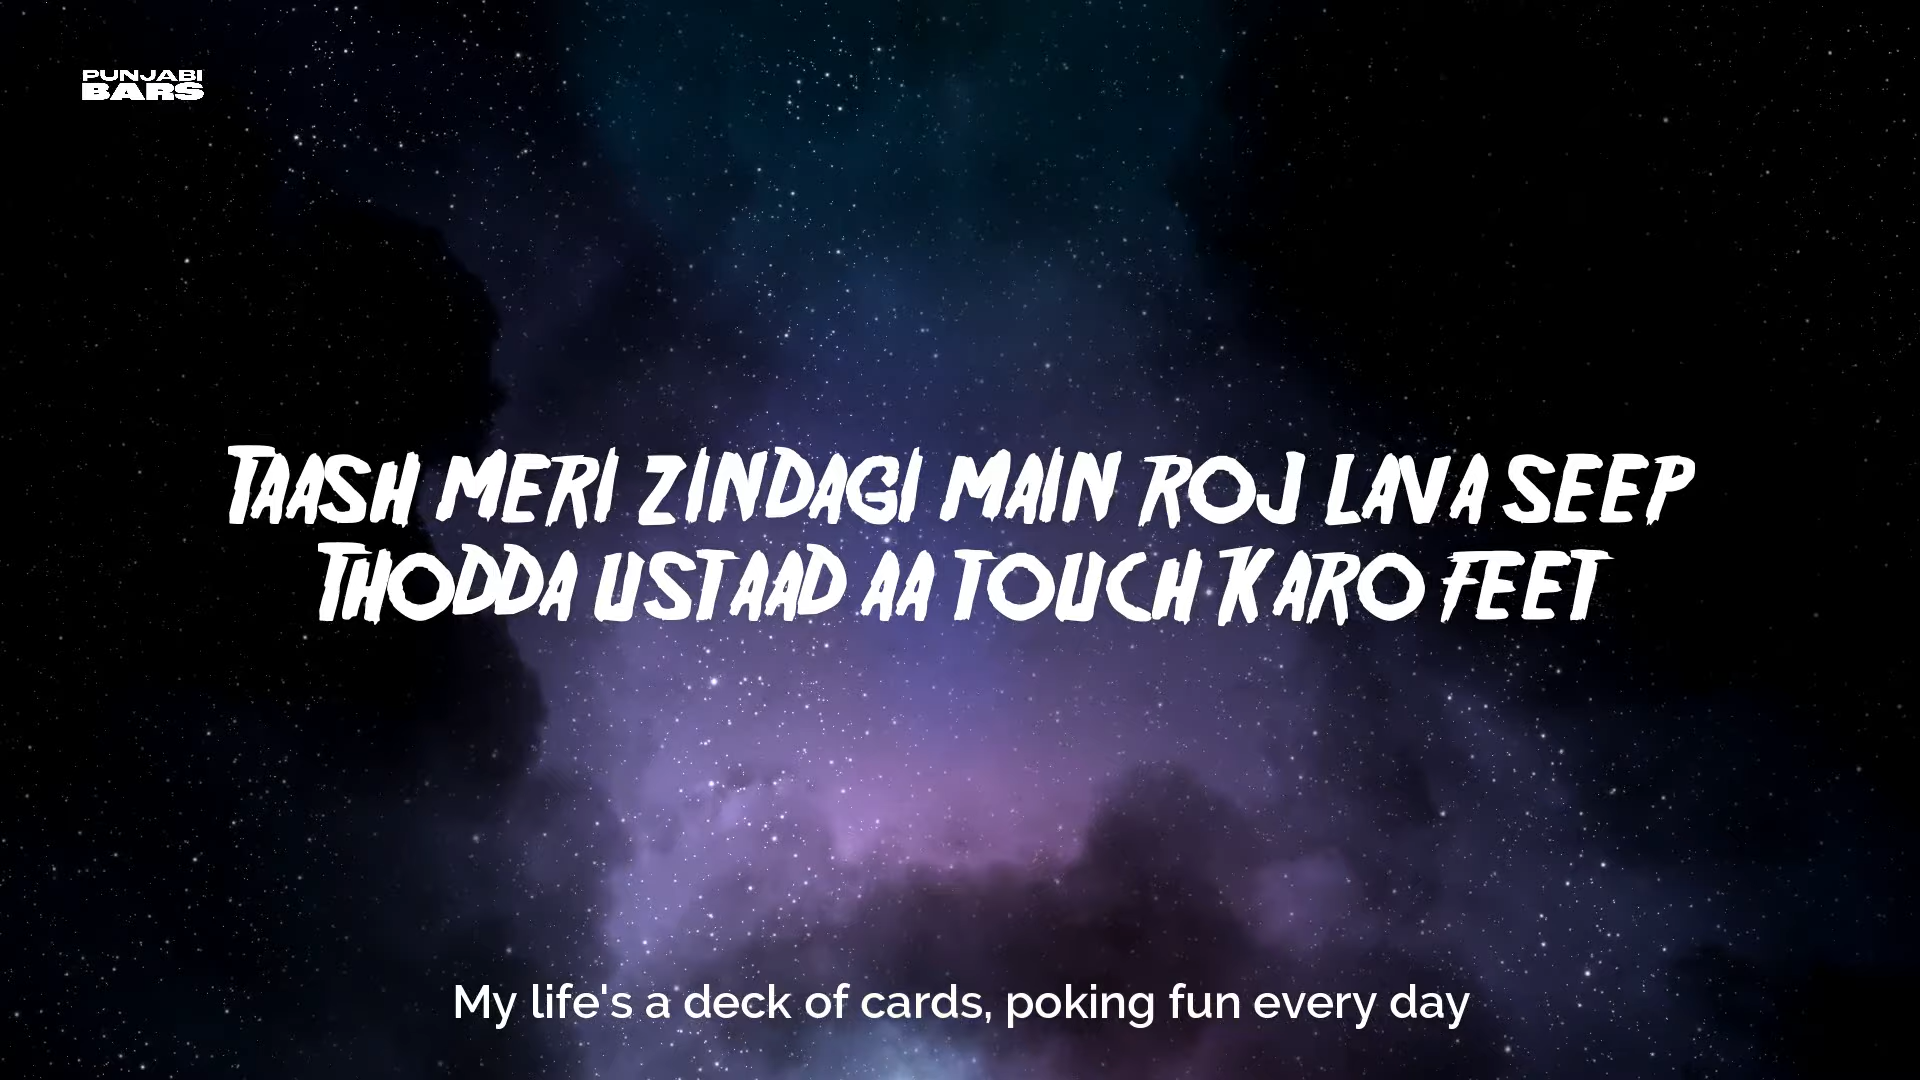 PUNJABI
BARS
TAASH MERI ZINDAGI MAIN ROJ LAVA SEEP
THODDA USTAAD AA TOUCH KARO FEET
My life's a deck of cards, poking fun every day